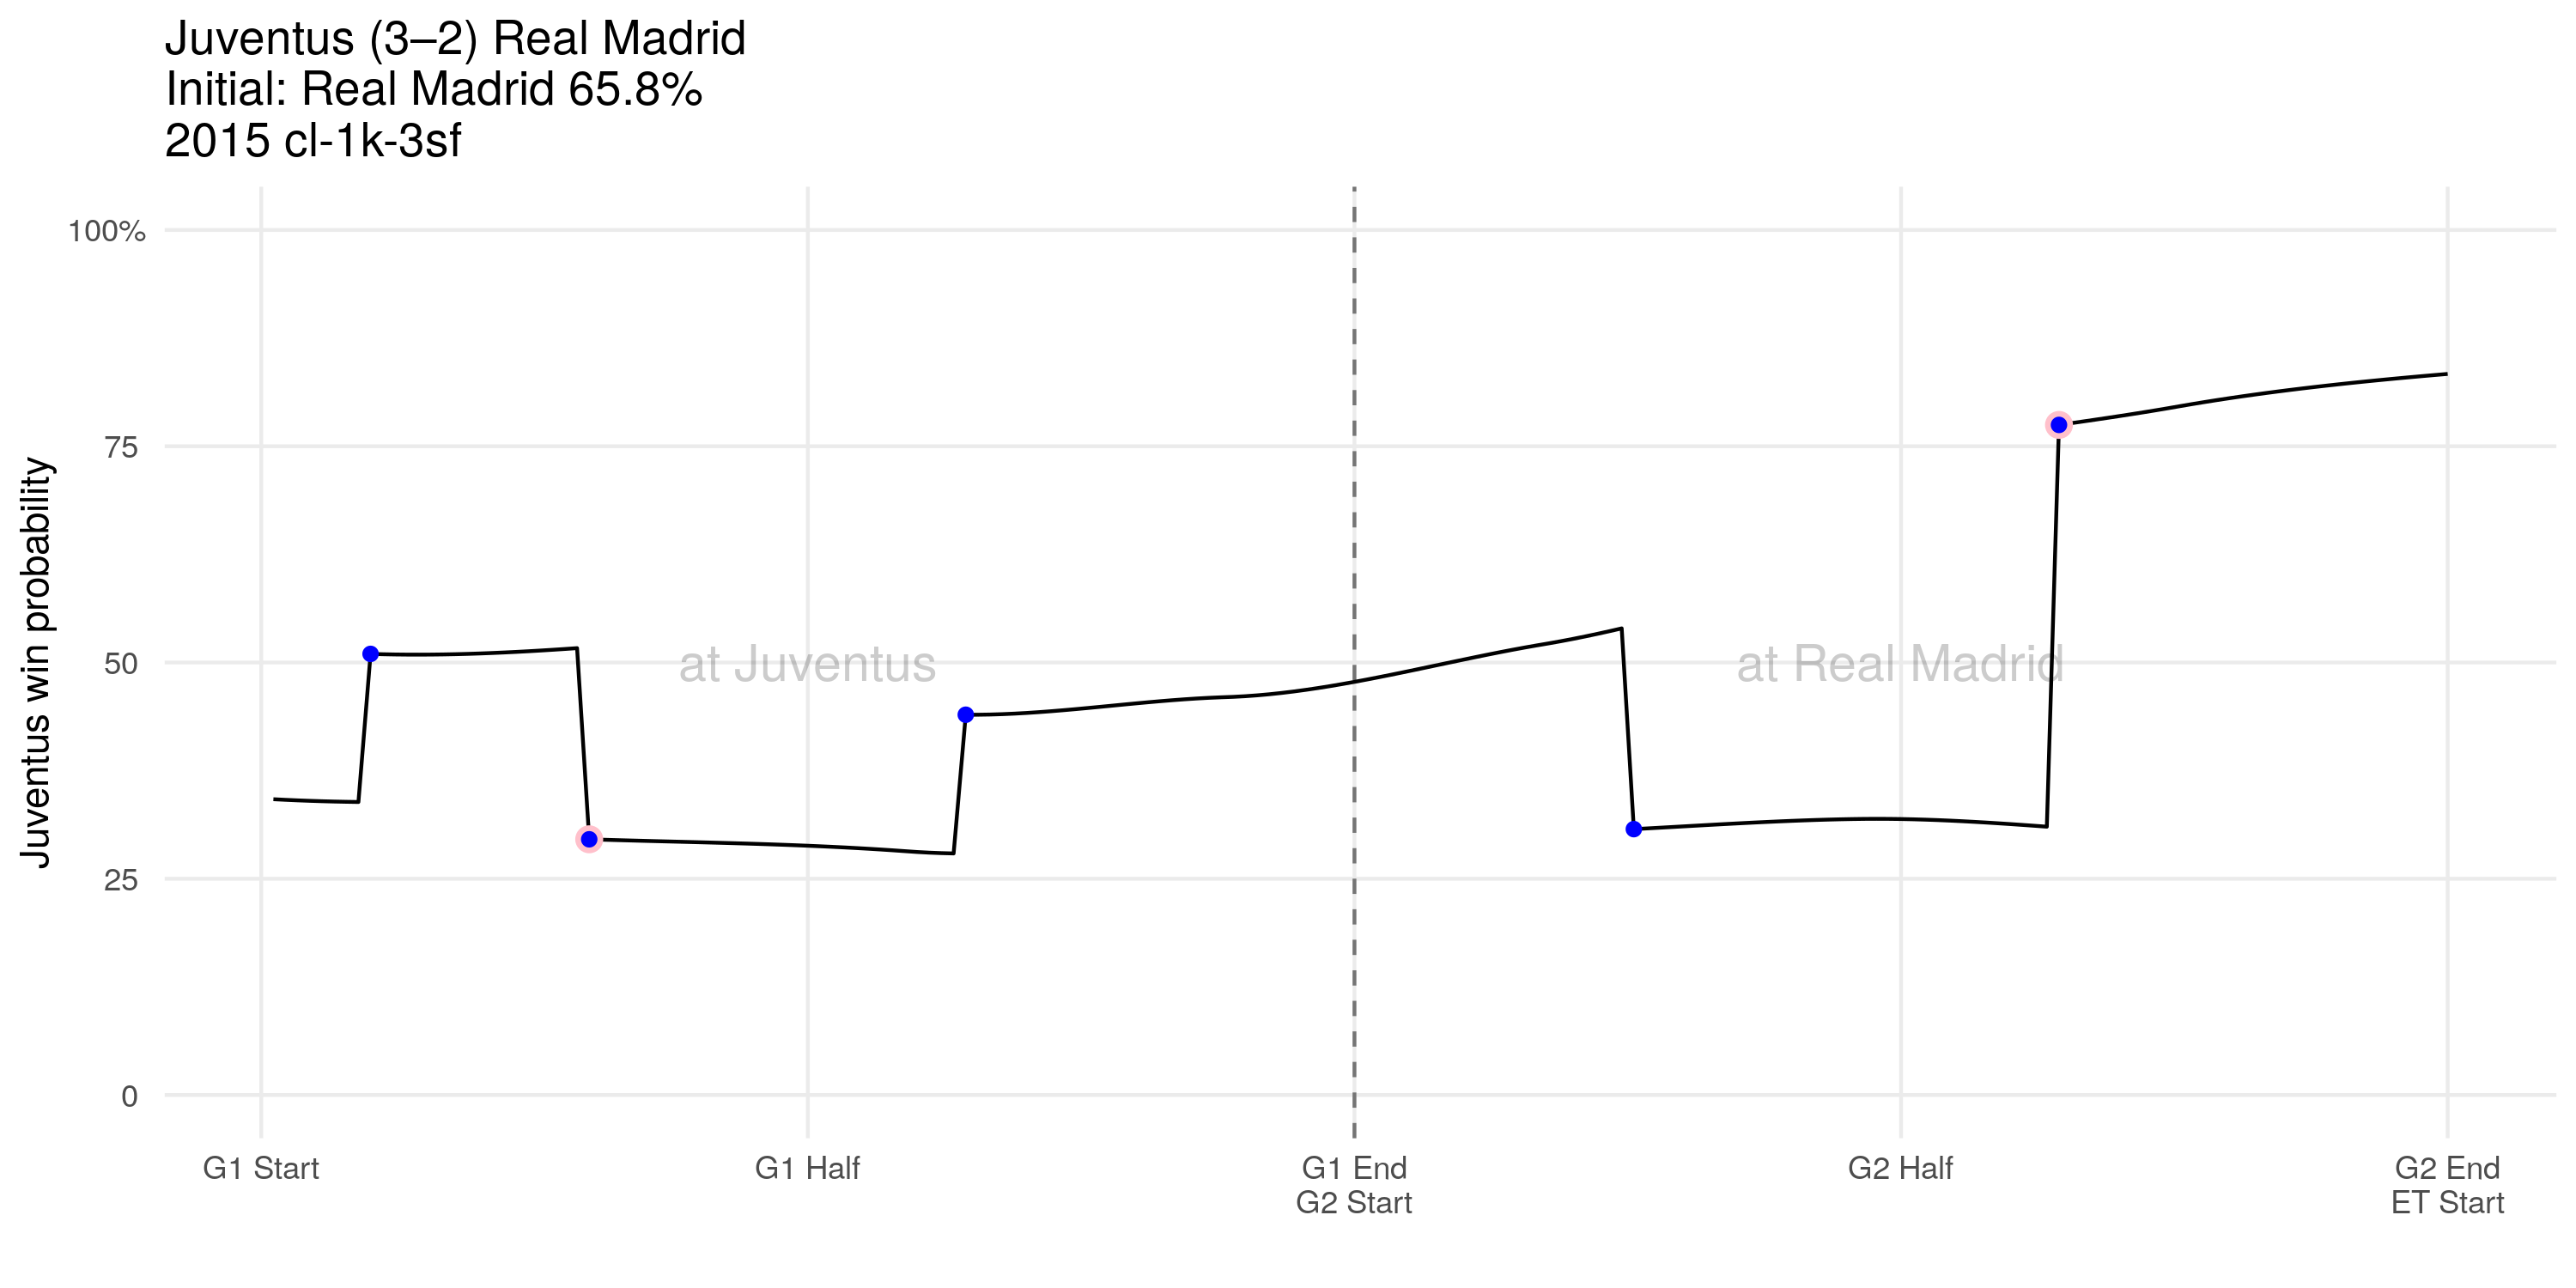 Juventus (3–2) Real Madrid
Initial: Real Madrid 65.8%
2015 cl-1k-3sf
Juventus win probability
100%
75
50
25
0
at Juventus
at Real Madrid
G1 Start
G1 Half
G1 End
G2 Start
G2 Half
G2 End
ET Start